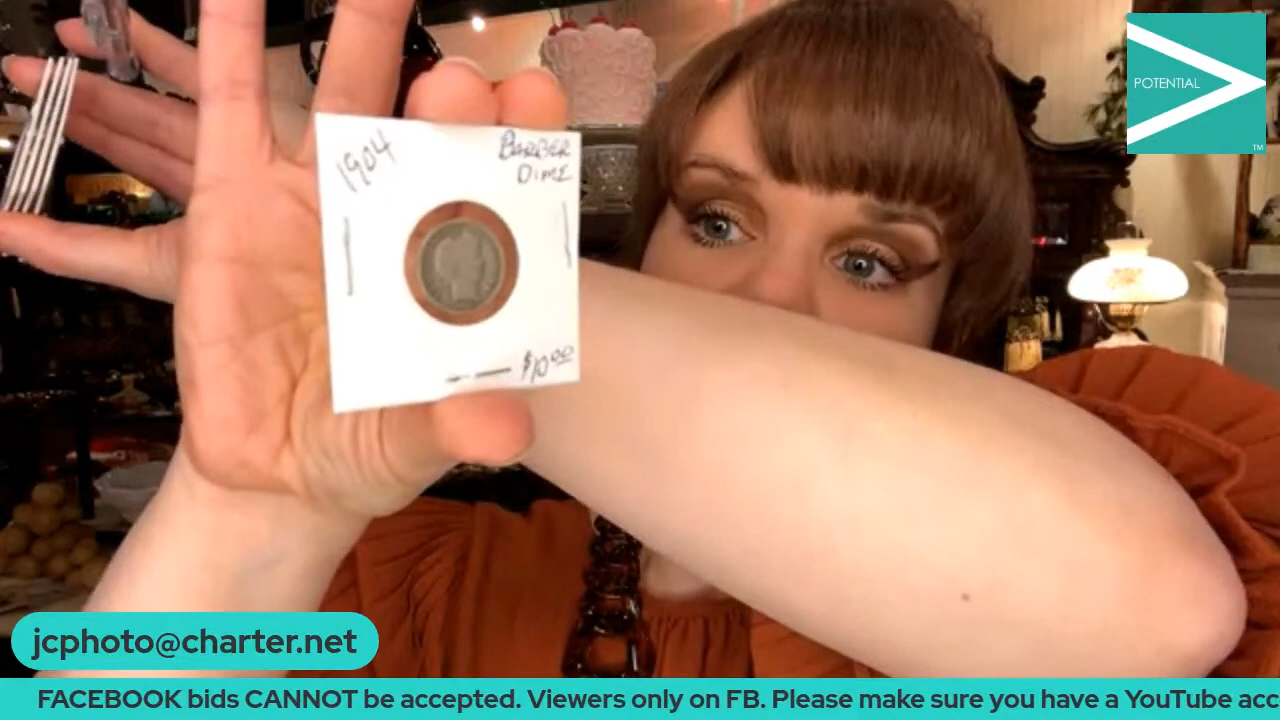 1904
BARBER
DIME
$10.00
POTENTIAL
TM
jcphoto@charter.net
FACEBOOK bids CANNOT be accepted. Viewers only on FB. Please make sure you have a YouTube acc